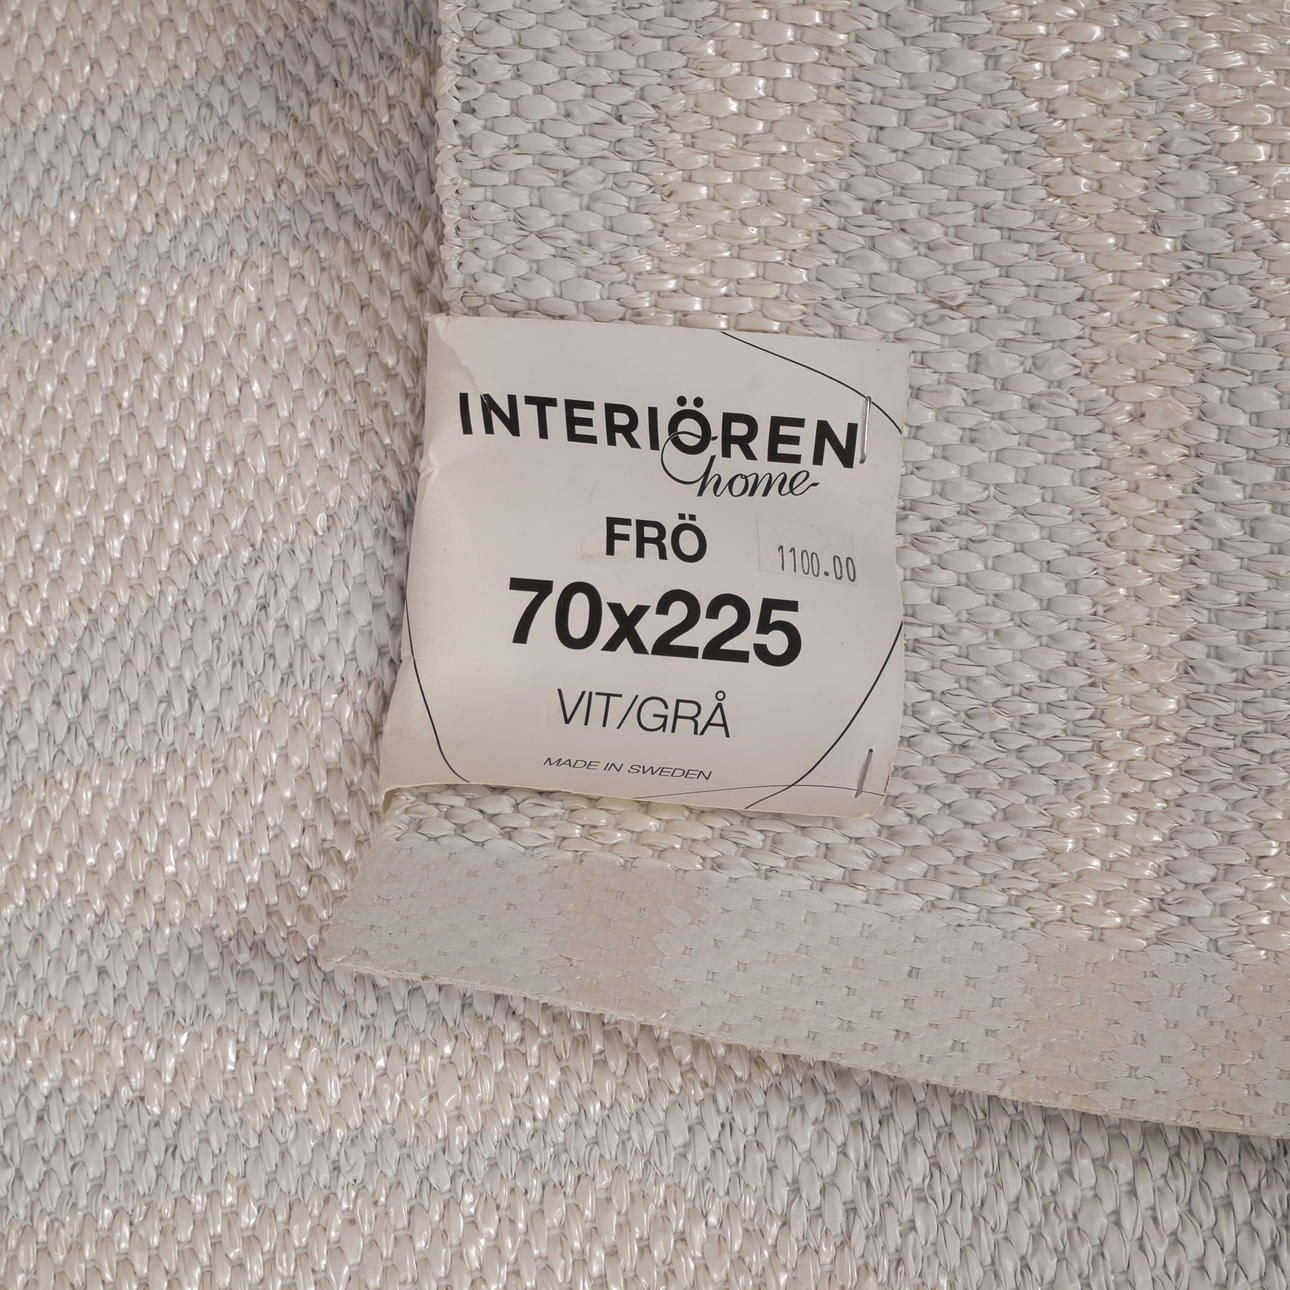 INTERIÖREN
home
FRÖ
1100.00
70x225
VIT/GRÅ
MADE IN SWEDEN